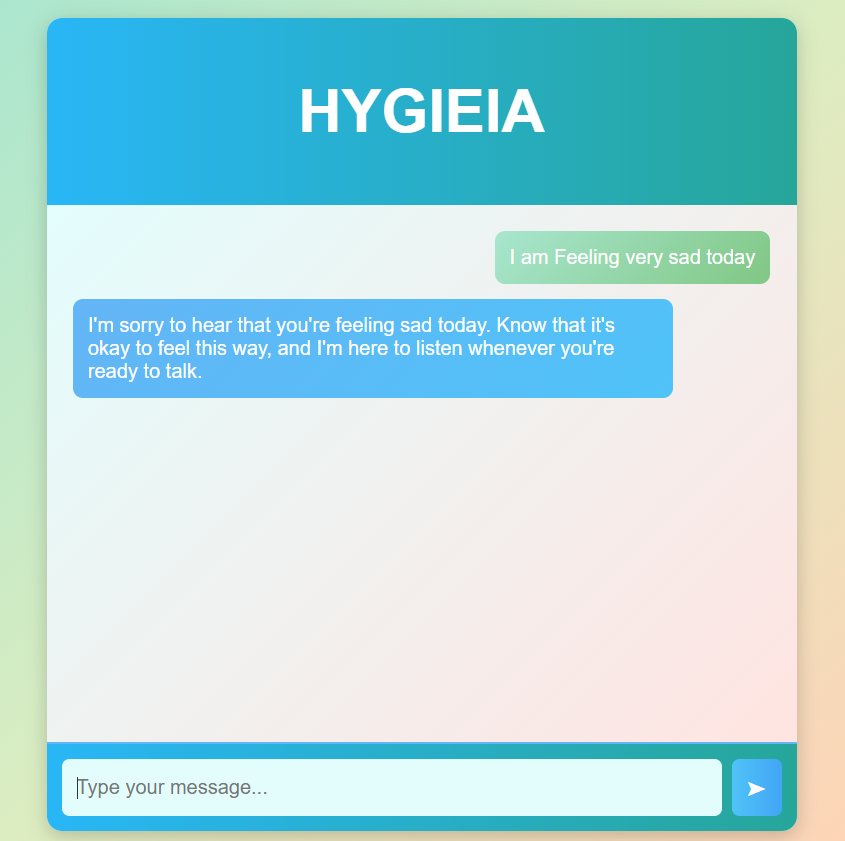 HYGIEIA
I am Feeling very sad today
I'm sorry to hear that you're feeling sad today. Know that it's
okay to feel this way, and I'm here to listen whenever you're
ready to talk.
Type your message...